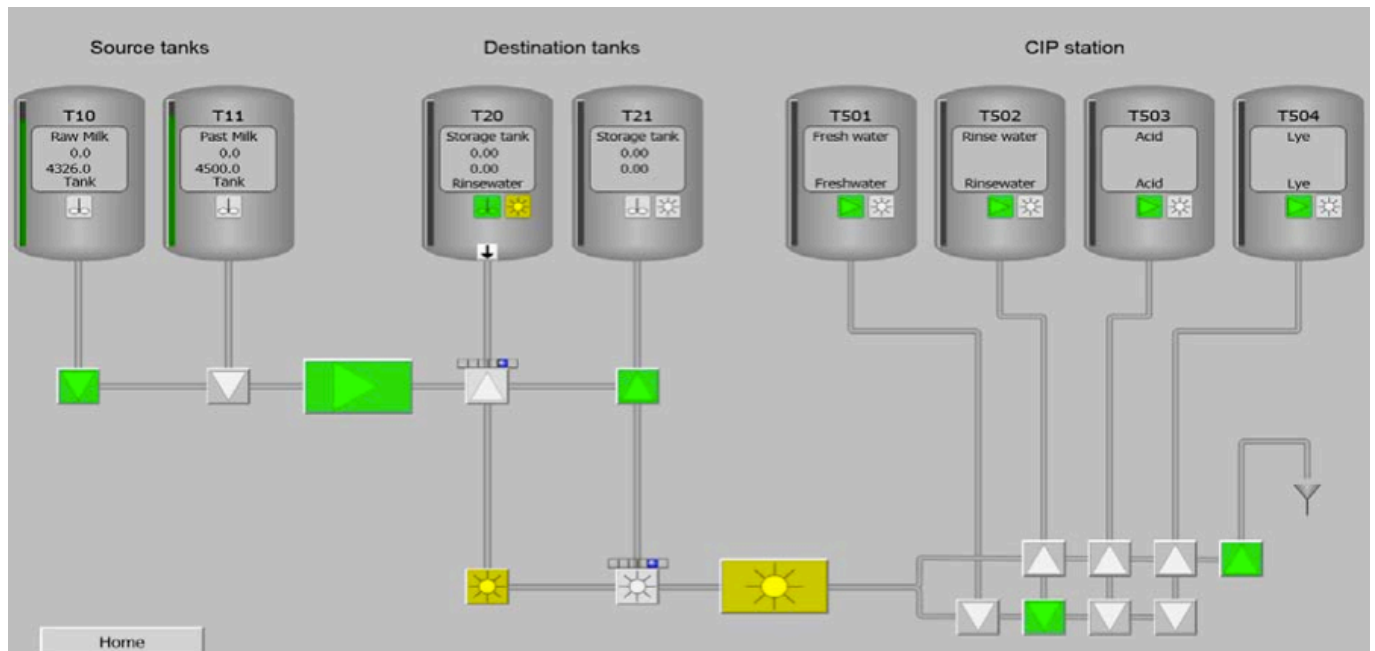 Source tanks
Destination tanks
CIP station
T10
Raw Milk
0.0
4326.0
Tank
T11
Past Milk
0.0
4500.0
Tank
T20
Storage tank
0.00
0.00
Rinsewater
T21
Storage tank
0.00
0.00
T501
Fresh water
Freshwater
T502
Rinse water
Rinsewater
T503
Acid
Acid
T504
Lye
Lye
Home